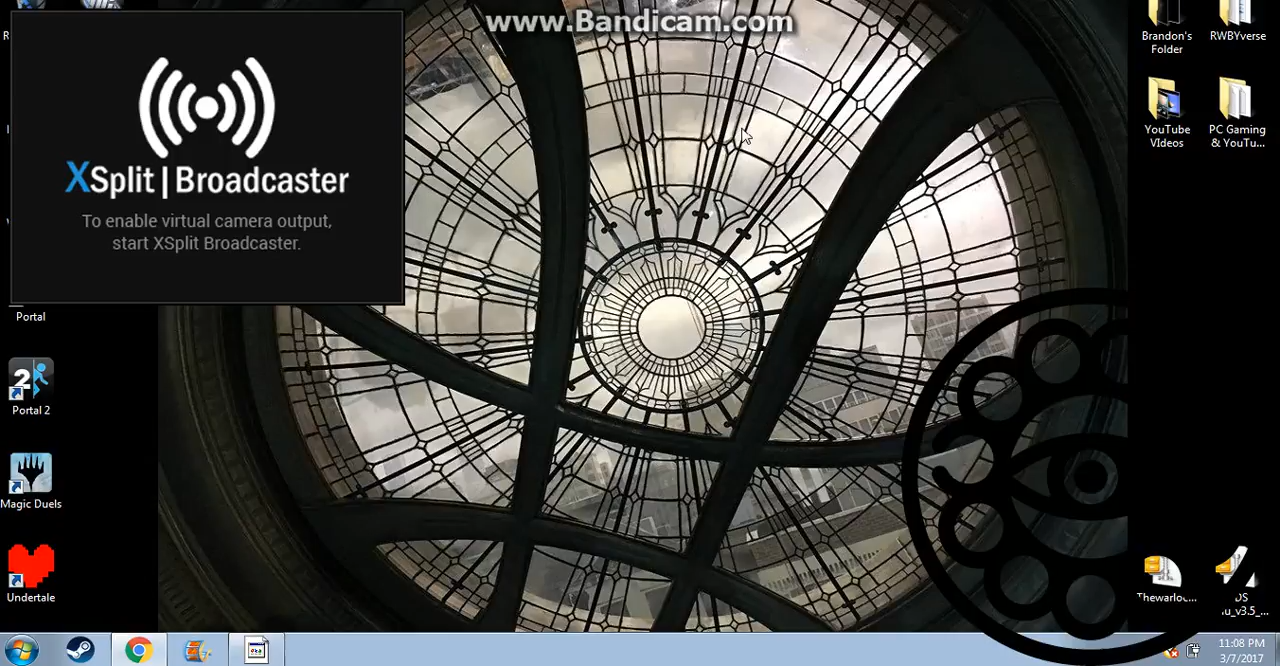 www.Bandicam.com
XSplit|Broadcaster
To enable virtual camera output,
start XSplit Broadcaster.
Portal
2
Portal 2
Magic Duels
Undertale
Brandon's
Folder
RWBYverse
YouTube
VIdeos
PC Gaming
& YouTu...
Thewarloc...
11:08 PM
3/7/2017